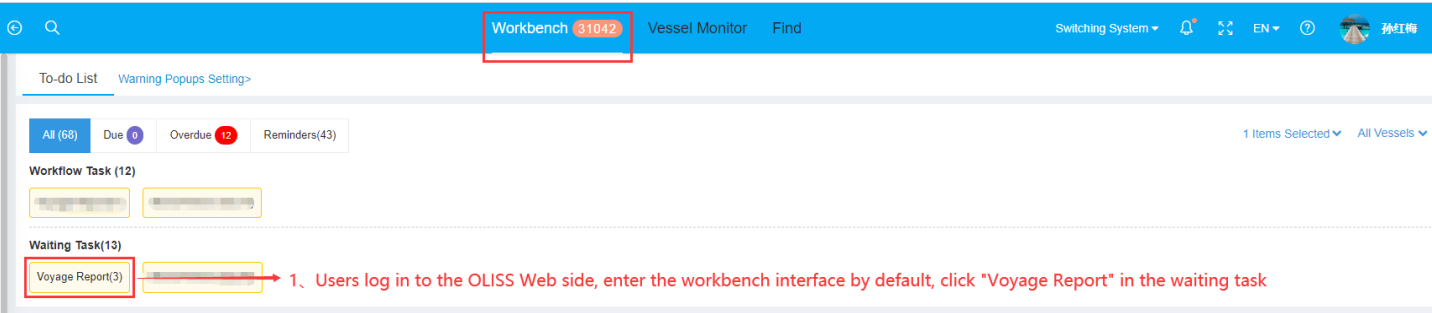 Workbench 31042 Vessel Monitor Find Switching System EN 孙红梅
To-do List Warning Popups Setting>
All (68) Due 0 Overdue 12 Reminders(43) 1 Items Selected All Vessels
Workflow Task (12)
Waiting Task(13)
Voyage Report(3) 1、Users log in to the OLISS Web side, enter the workbench interface by default, click "Voyage Report" in the waiting task